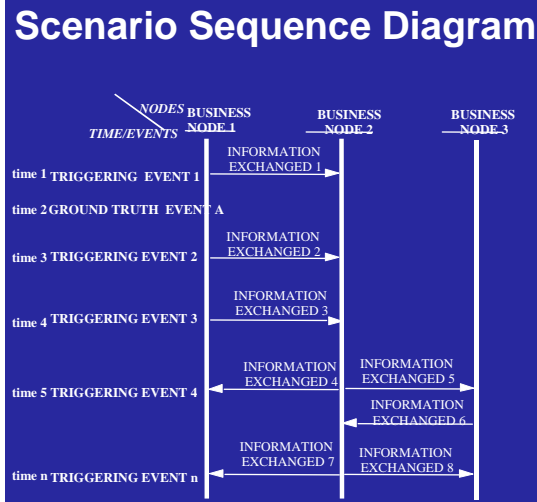 Scenario Sequence Diagram
NODES
TIME/EVENTS
BUSINESS
NODE 1
BUSINESS
NODE 2
BUSINESS
NODE 3
time 1 TRIGGERING EVENT 1
INFORMATION
EXCHANGED 1
time 2 GROUND TRUTH EVENT A
time 3 TRIGGERING EVENT 2
INFORMATION
EXCHANGED 2
time 4 TRIGGERING EVENT 3
INFORMATION
EXCHANGED 3
time 5 TRIGGERING EVENT 4
INFORMATION
EXCHANGED 4
INFORMATION
EXCHANGED 5
INFORMATION
EXCHANGED 6
time n TRIGGERING EVENT n
INFORMATION
EXCHANGED 7
INFORMATION
EXCHANGED 8